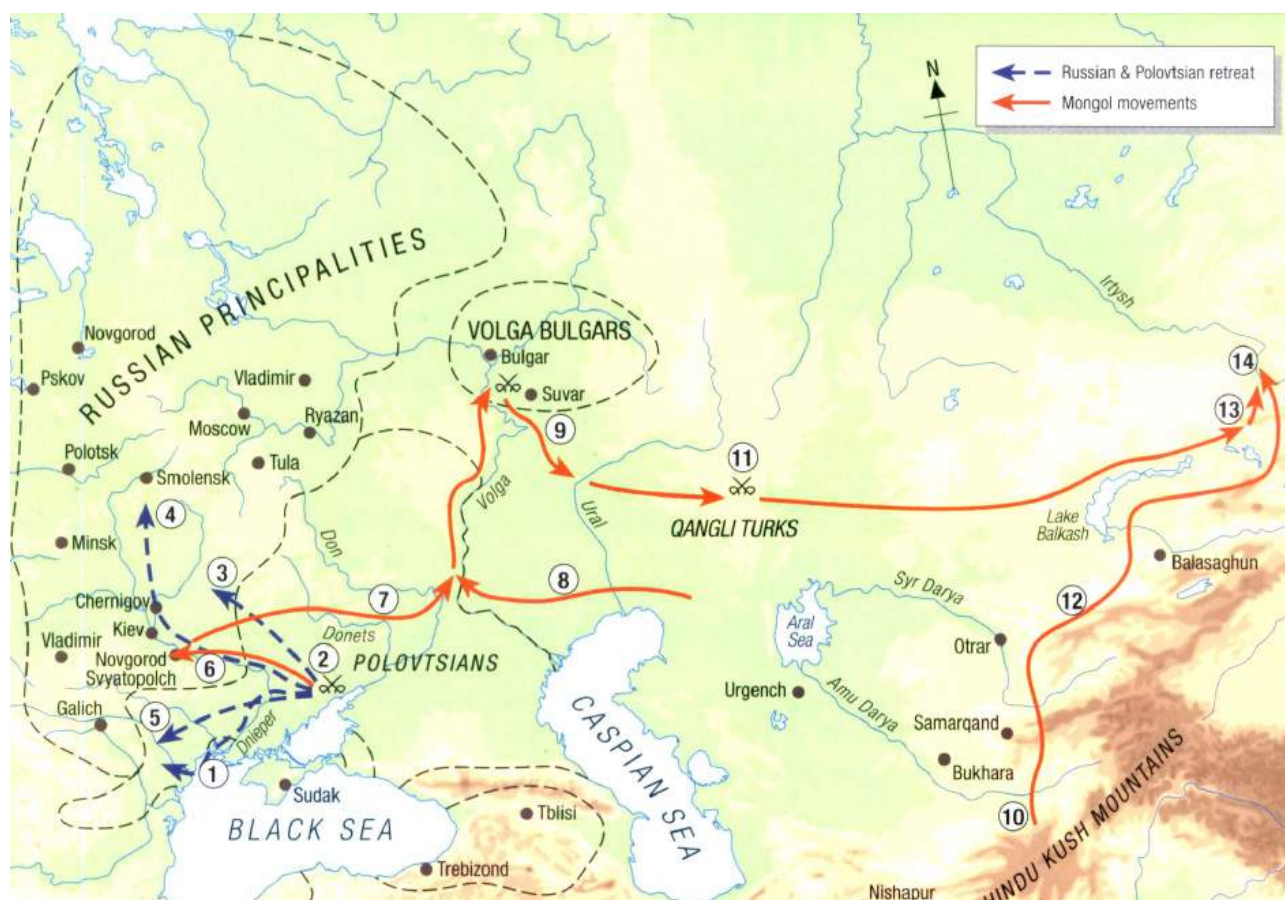 Russian & Polovtsian retreat
Mongol movements
N
RUSSIAN PRINCIPALITIES
Novgorod
Pskov
Vladimir
Moscow
Ryazan
Polotsk
Smolensk
Tula
VOLGA BULGARS
Bulgar
Suvar
Irtysh
14
13
9
11
Volga
Ural
QANGLI TURKS
Lake
Balkash
4
Minsk
Don
3
7
8
Balasaghun
Chernigov
Kiev
Donets
Syr Darya
12
Aral
Sea
Otrar
Vladimir
Novgorod
Svyatopolch
6
2
POLOVTSIANS
Galich
5
Dnieper
1
Urgench
Amu Darya
Samarqand
Bukhara
Sudak
BLACK SEA
CASPIAN SEA
Tblisi
10
Trebizond
Nishapur
HINDU KUSH MOUNTAINS